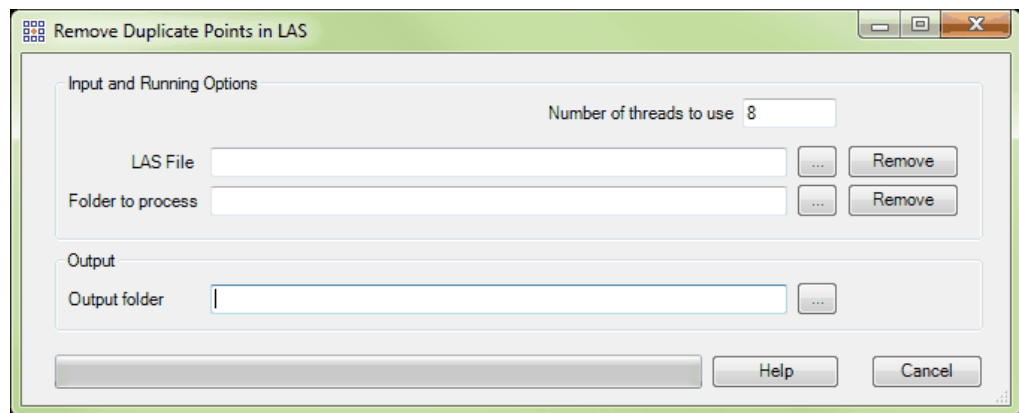 Remove Duplicate Points in LAS
Input and Running Options
Number of threads to use 8
LAS File ... Remove
Folder to process ... Remove
Output
Output folder ...
Help Cancel